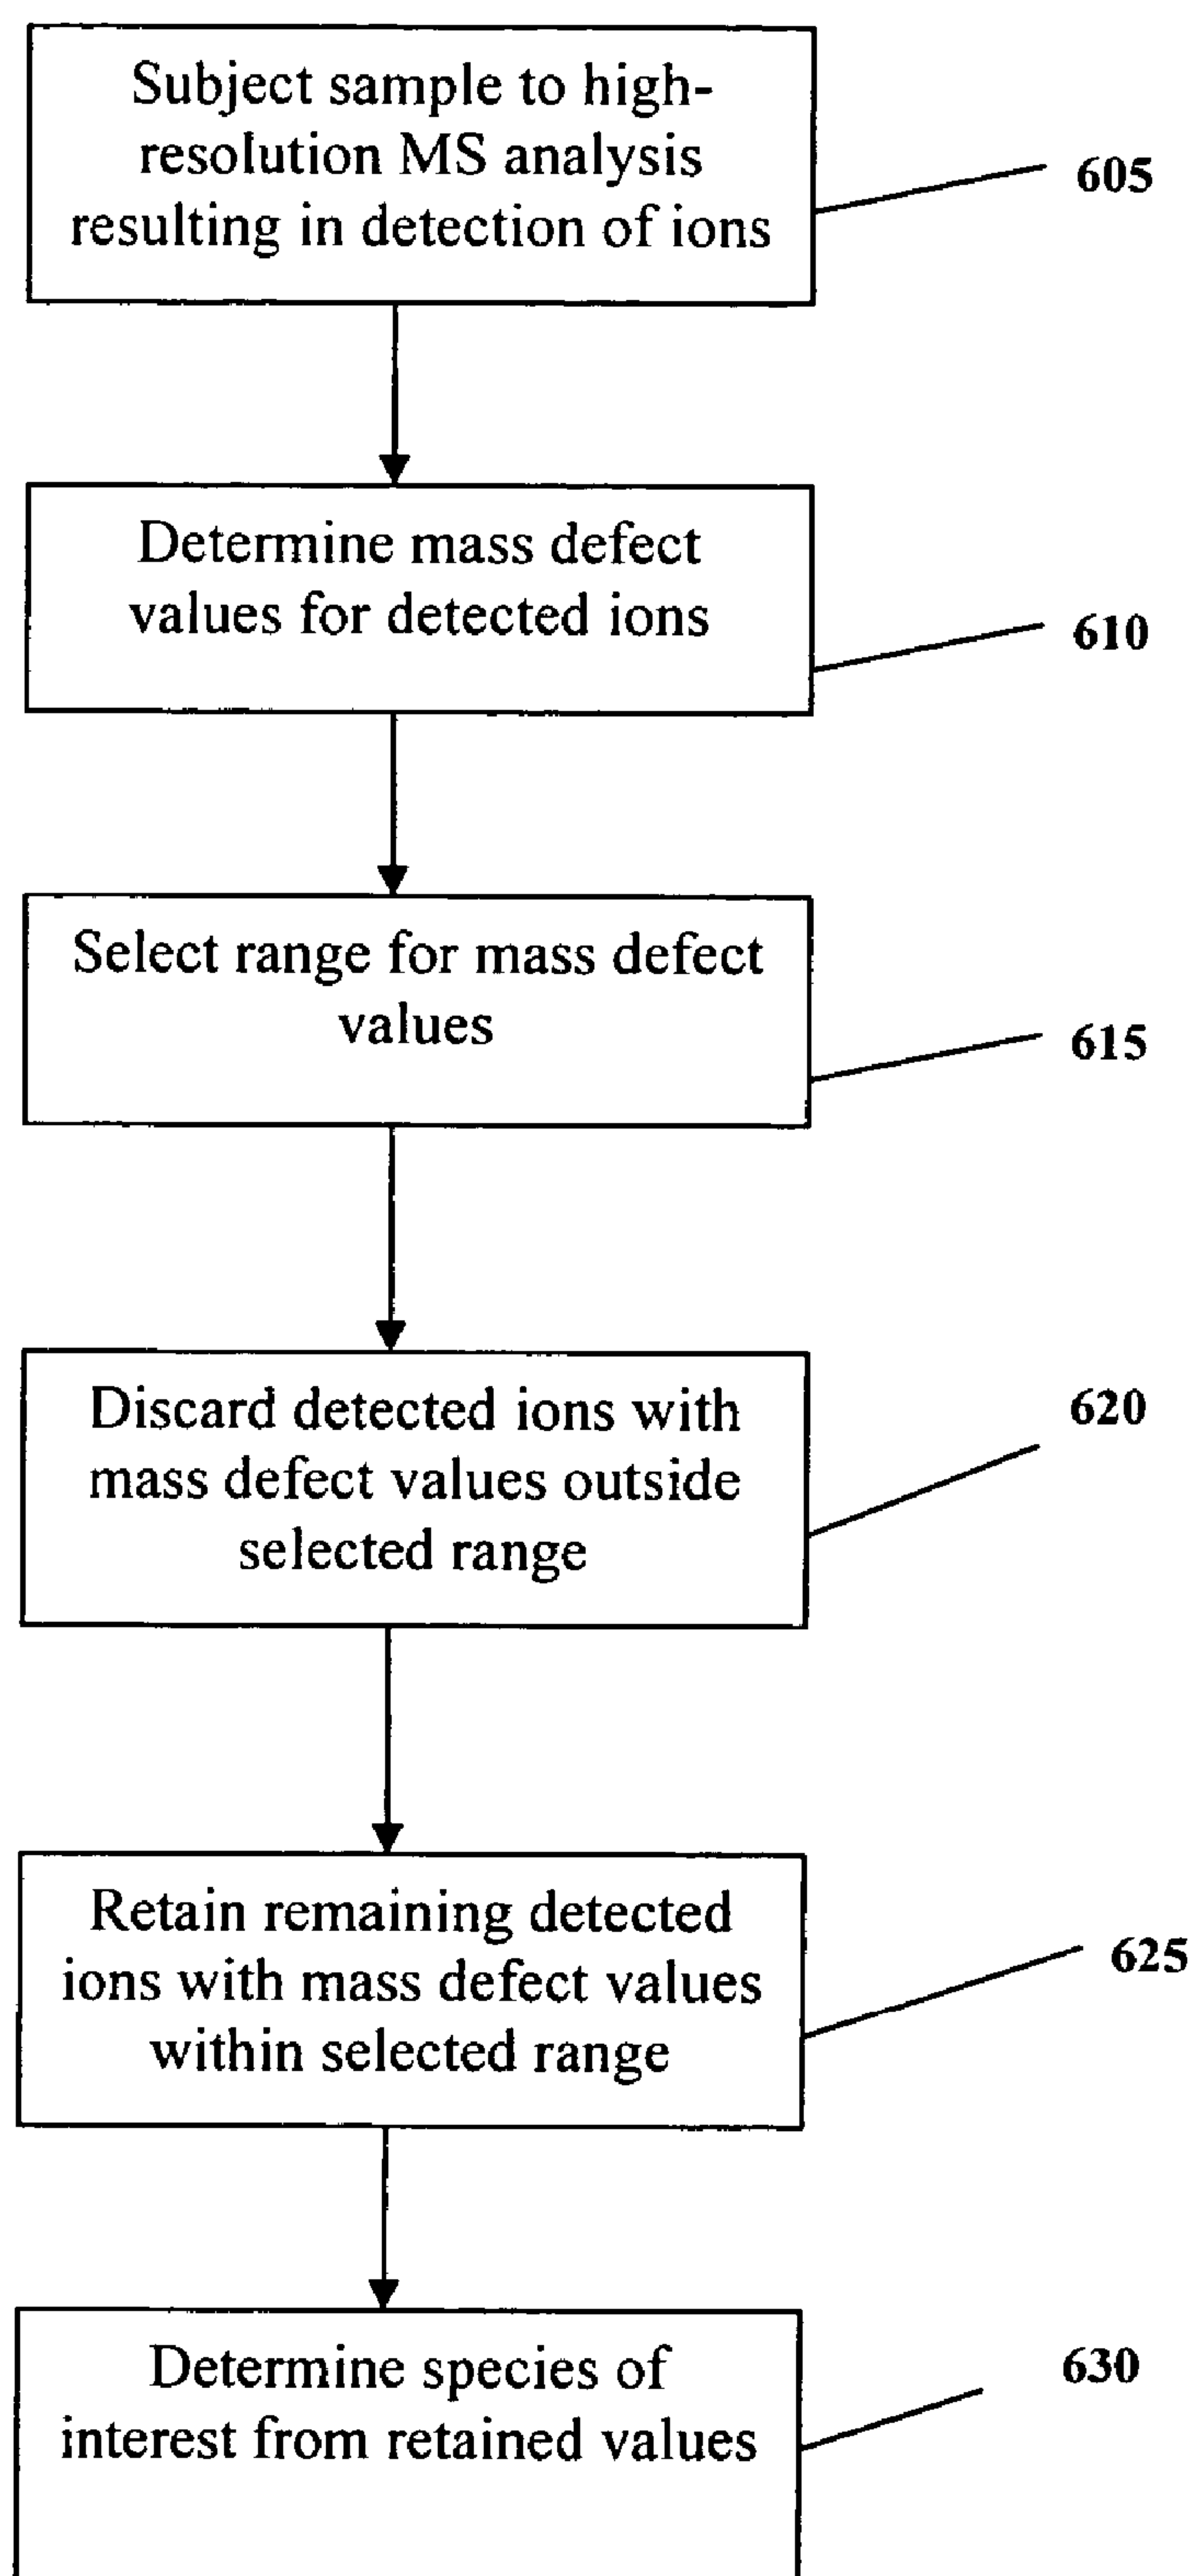 Subject sample to high-
resolution MS analysis
resulting in detection of ions
605
Determine mass defect
values for detected ions
610
Select range for mass defect
values
615
Discard detected ions with
mass defect values outside
selected range
620
Retain remaining detected
ions with mass defect values
within selected range
625
Determine species of
interest from retained values
630